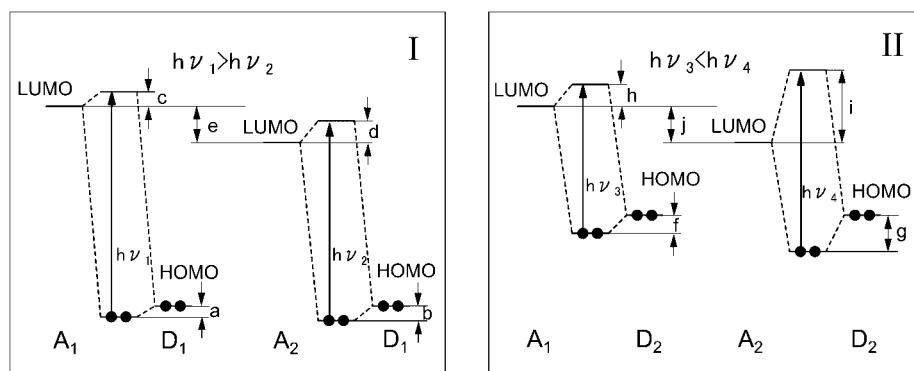 I
hν₁>hν₂
LUMO
c
e
LUMO
d
hν₁
hν₂
HOMO
HOMO
a
b
A₁ D₁ A₂ D₁
II
hν₃<hν₄
LUMO
h
j
i
LUMO
hν₃
HOMO
hν₄
HOMO
f
g
A₁ D₂ A₂ D₂